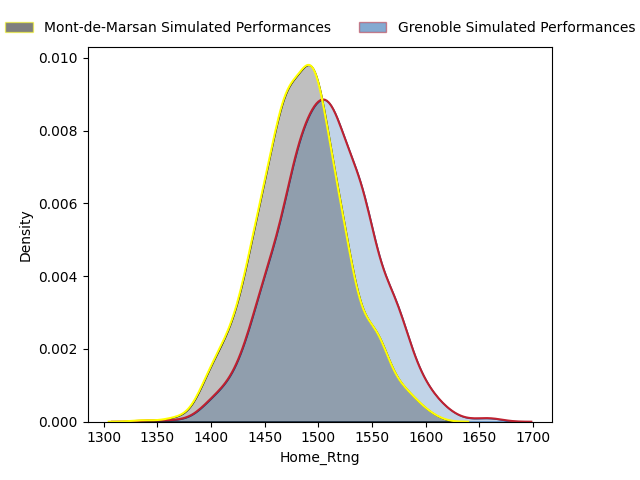 Mont-de-Marsan Simulated Performances
Grenoble Simulated Performances
0.010
0.008
0.006
0.004
0.002
0.000
Density
1300 1350 1400 1450 1500 1550 1600 1650 1700
Home_Rtng